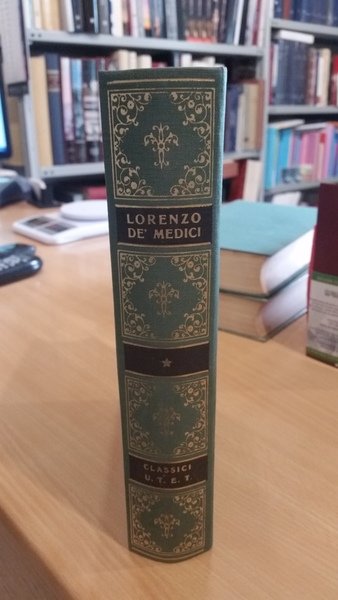 LORENZO
DE' MEDICI
CLASSICI
U. T. E. T.